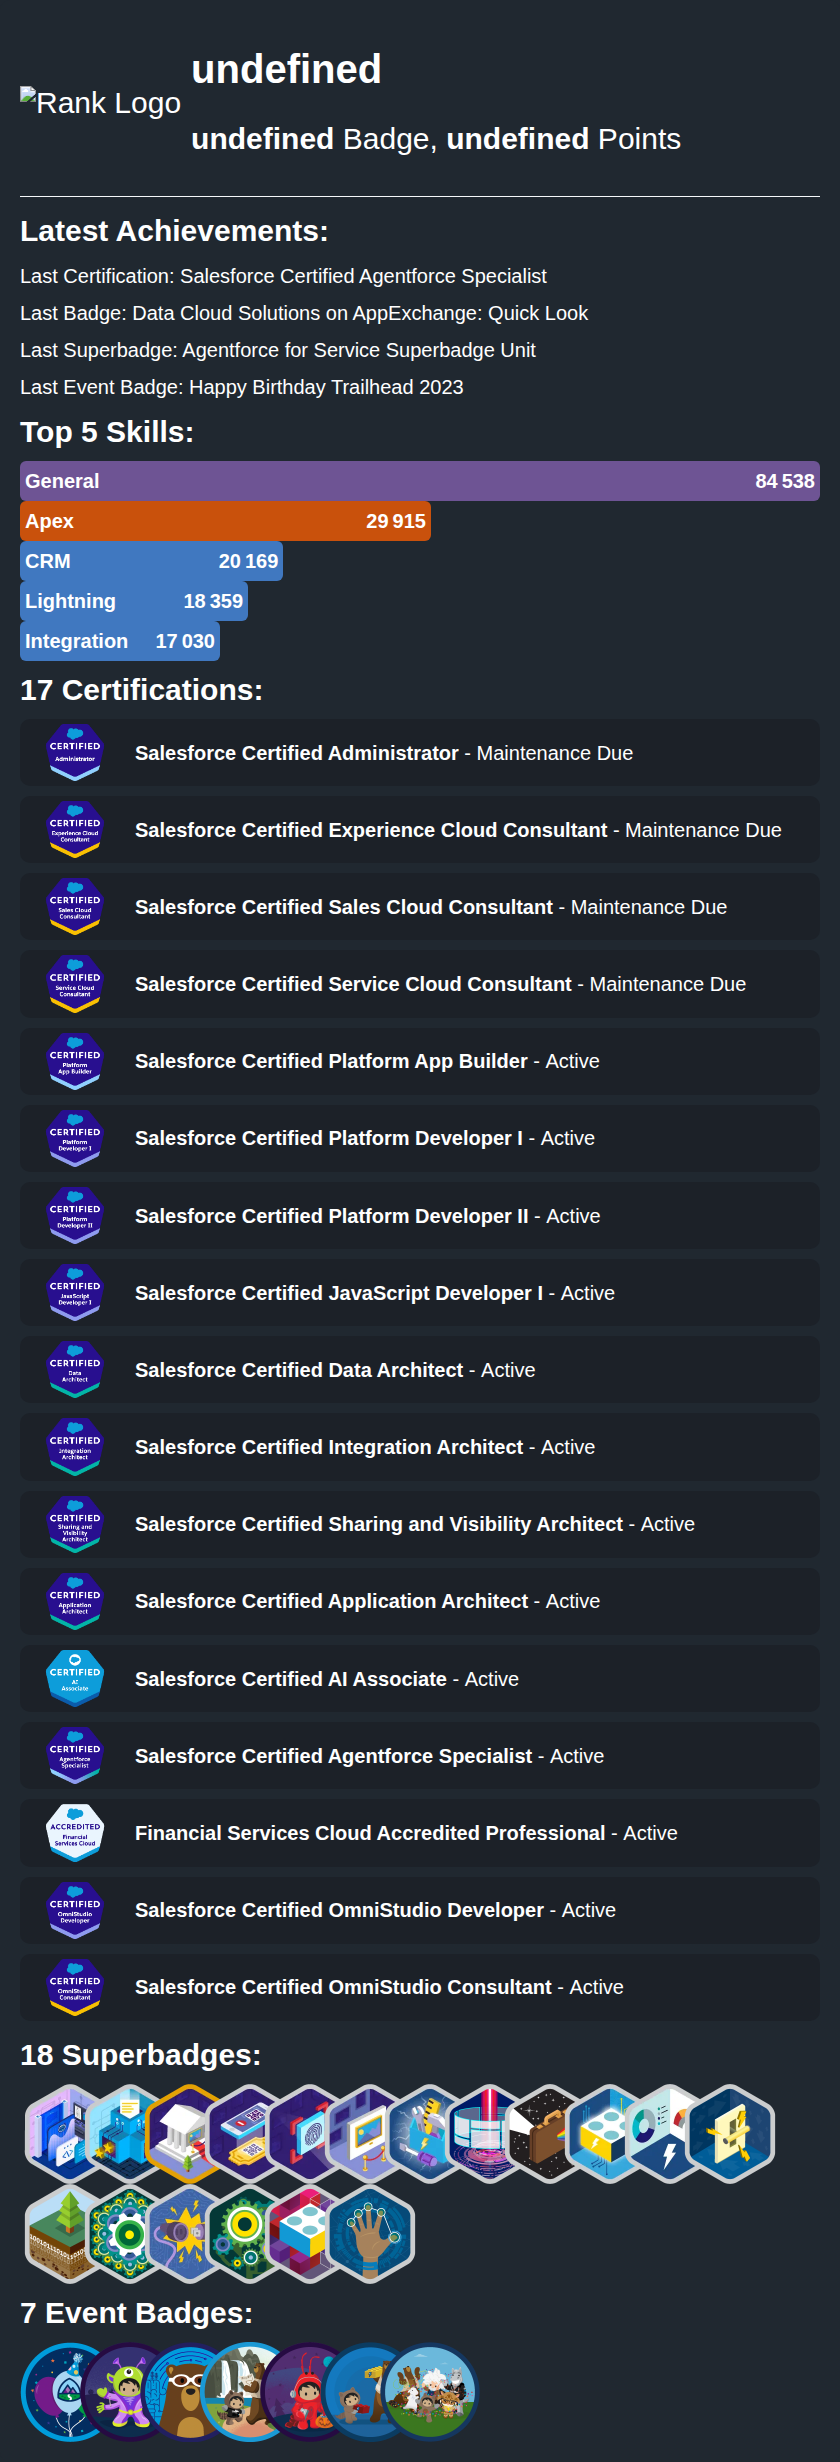 undefined
Rank Logo
undefined Badge, undefined Points
Latest Achievements:
Last Certification: Salesforce Certified Agentforce Specialist
Last Badge: Data Cloud Solutions on AppExchange: Quick Look
Last Superbadge: Agentforce for Service Superbadge Unit
Last Event Badge: Happy Birthday Trailhead 2023
Top 5 Skills:
General 84 538
Apex 29 915
CRM 20 169
Lightning 18 359
Integration 17 030
17 Certifications:
CERTIFIED
Administrator
Salesforce Certified Administrator - Maintenance Due
CERTIFIED
Experience Cloud
Consultant
Salesforce Certified Experience Cloud Consultant - Maintenance Due
CERTIFIED
Sales Cloud
Consultant
Salesforce Certified Sales Cloud Consultant - Maintenance Due
CERTIFIED
Service Cloud
Consultant
Salesforce Certified Service Cloud Consultant - Maintenance Due
CERTIFIED
Platform
App Builder
Salesforce Certified Platform App Builder - Active
CERTIFIED
Platform
Developer I
Salesforce Certified Platform Developer I - Active
CERTIFIED
Platform
Developer II
Salesforce Certified Platform Developer II - Active
CERTIFIED
JavaScript
Developer I
Salesforce Certified JavaScript Developer I - Active
CERTIFIED
Data
Architect
Salesforce Certified Data Architect - Active
CERTIFIED
Integration
Architect
Salesforce Certified Integration Architect - Active
CERTIFIED
Sharing and
Visibility
Architect
Salesforce Certified Sharing and Visibility Architect - Active
CERTIFIED
Application
Architect
Salesforce Certified Application Architect - Active
CERTIFIED
AI
Associate
Salesforce Certified AI Associate - Active
CERTIFIED
Agentforce
Specialist
Salesforce Certified Agentforce Specialist - Active
ACCREDITED
Financial
Services Cloud
Financial Services Cloud Accredited Professional - Active
CERTIFIED
OmniStudio
Developer
Salesforce Certified OmniStudio Developer - Active
CERTIFIED
OmniStudio
Consultant
Salesforce Certified OmniStudio Consultant - Active
18 Superbadges:
7 Event Badges: